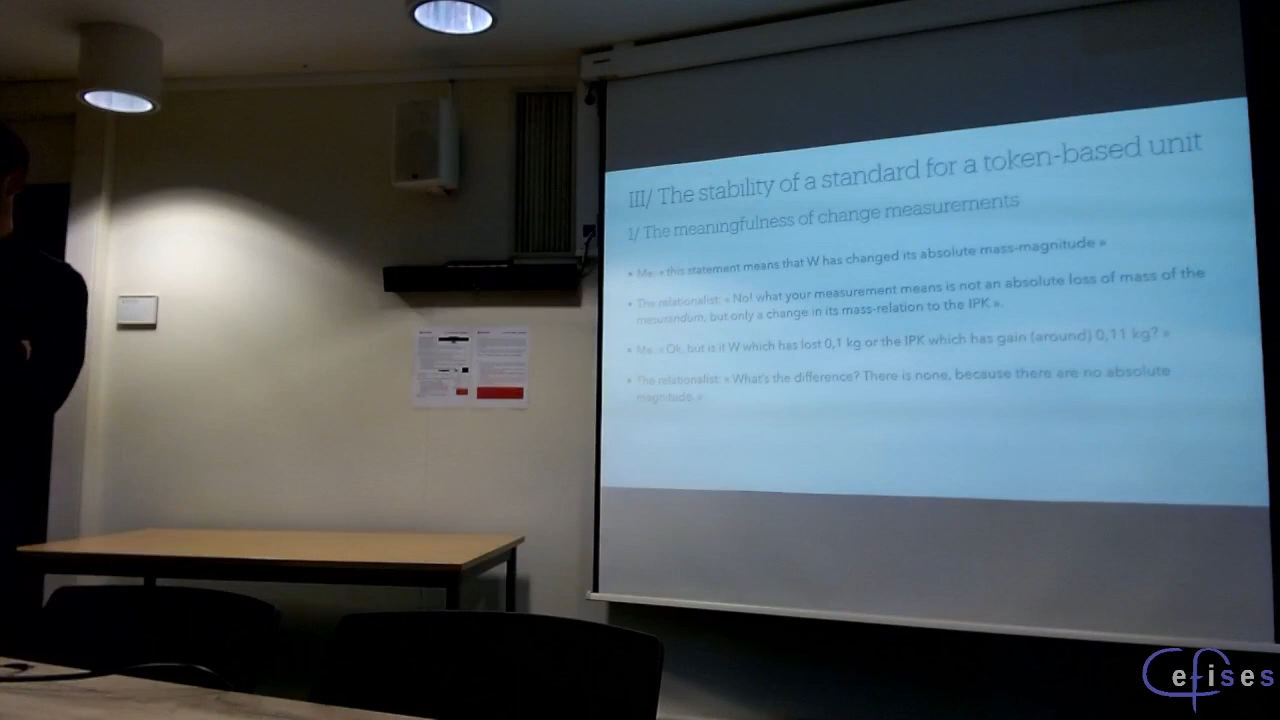 III/ The stability of a standard for a token-based unit
1/ The meaningfulness of change measurements
• Me: « this statement means that W has changed its absolute mass-magnitude »
• The relationalist: « No! what your measurement means is not an absolute loss of mass of the
mesurandum, but only a change in its mass-relation to the IPK ».
• Me: « Ok, but is it W which has lost 0,1 kg or the IPK which has gain (around) 0,11 kg? »
• The relationalist: « What's the difference? There is none, because there are no absolute
magnitude. »
Cefises